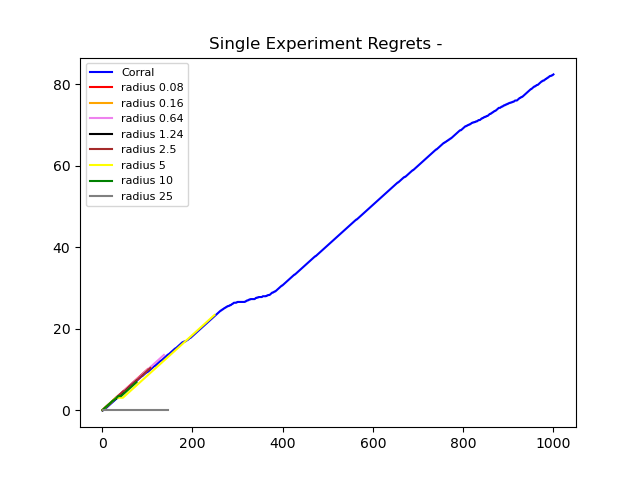 Single Experiment Regrets -
Corral
radius 0.08
radius 0.16
radius 0.64
radius 1.24
radius 2.5
radius 5
radius 10
radius 25
80
60
40
20
0
0 200 400 600 800 1000